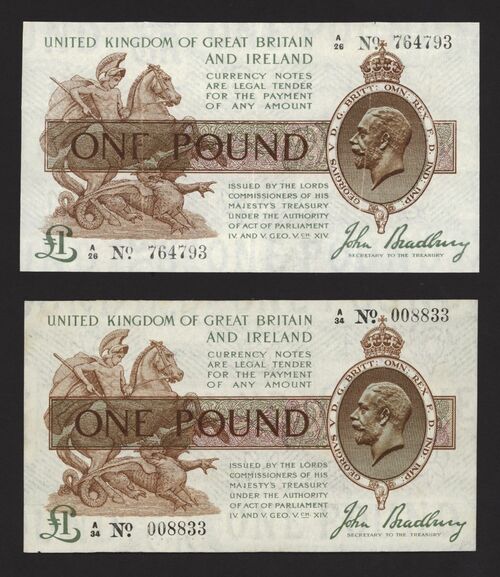 A/26 No. 764793
UNITED KINGDOM OF GREAT BRITAIN
AND IRELAND
CURRENCY NOTES
ARE LEGAL TENDER
FOR THE PAYMENT
OF ANY AMOUNT
ONE POUND
GEORGIVS V D. G. BRITT: OMN: REX F. D. IND: IMP:
ISSUED BY THE LORDS
COMMISSIONERS OF HIS
MAJESTY'S TREASURY
UNDER THE AUTHORITY
OF ACT OF PARLIAMENT
IV. AND V. GEO. V. CH. XIV.
£1 A/26 No. 764793
John Bradbury
SECRETARY TO THE TREASURY
A/34 No. 008833
UNITED KINGDOM OF GREAT BRITAIN
AND IRELAND
CURRENCY NOTES
ARE LEGAL TENDER
FOR THE PAYMENT
OF ANY AMOUNT
ONE POUND
GEORGIVS V D. G. BRITT: OMN: REX F. D. IND: IMP:
ISSUED BY THE LORDS
COMMISSIONERS OF HIS
MAJESTY'S TREASURY
UNDER THE AUTHORITY
OF ACT OF PARLIAMENT
IV. AND V. GEO. V. CH. XIV.
£1 A/34 No. 008833
John Bradbury
SECRETARY TO THE TREASURY